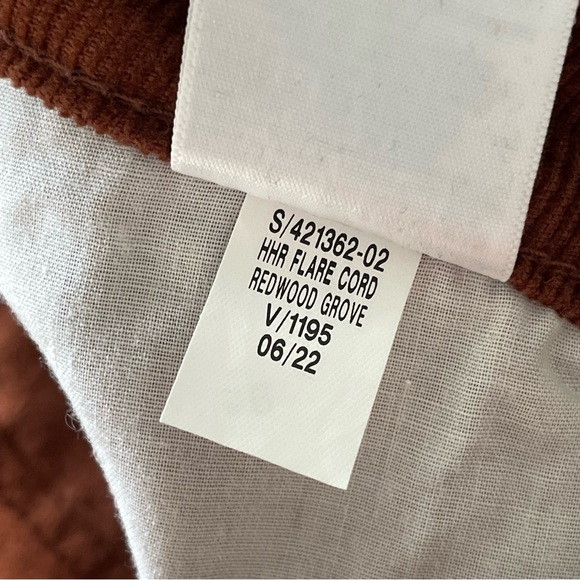 S/421362-02
HHR FLARE CORD
REDWOOD GROVE
V/1195
06/22